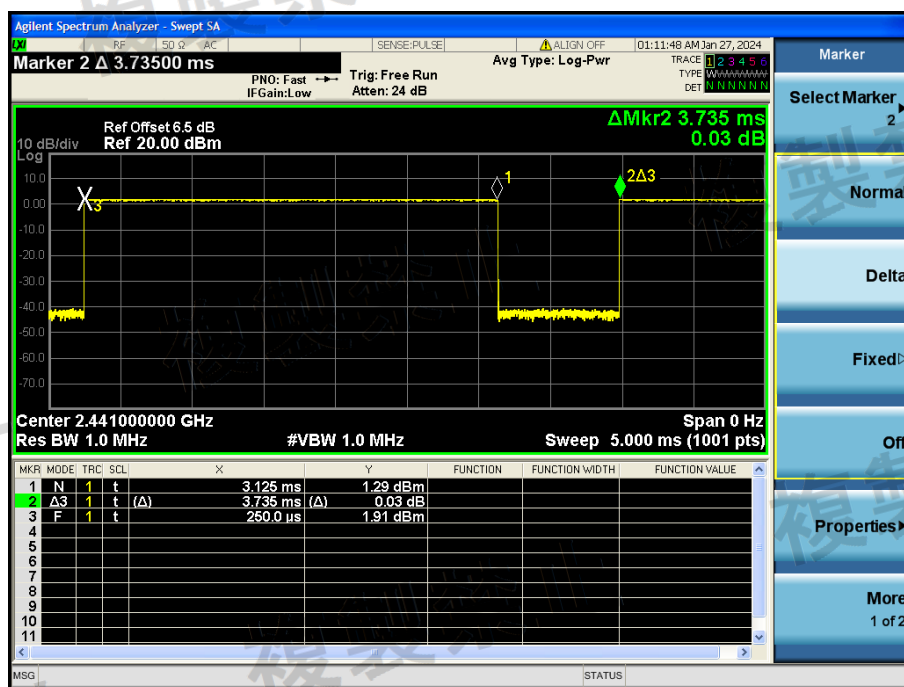 Agilent Spectrum Analyzer - Swept SA
LXI RF 50 Ω AC SENSE:PULSE ALIGN OFF 01:11:48 AM Jan 27, 2024
Marker 2 Δ 3.73500 ms
PNO: Fast
IFGain:Low
Trig: Free Run
Atten: 24 dB
Avg Type: Log-Pwr
TRACE 1 2 3 4 5 6
TYPE WWWWWW
DET N N N N N N
ΔMkr2 3.735 ms
0.03 dB
Ref Offset 6.5 dB
10 dB/div Ref 20.00 dBm
Log
10.0
0.00
-10.0
-20.0
-30.0
-40.0
-50.0
-60.0
-70.0
1
2Δ3
X3
Center 2.441000000 GHz Span 0 Hz
Res BW 1.0 MHz #VBW 1.0 MHz Sweep 5.000 ms (1001 pts)
MKR MODE TRC SCL X Y FUNCTION FUNCTION WIDTH FUNCTION VALUE
1 N 1 t 3.125 ms 1.29 dBm
2 Δ3 1 t (Δ) 3.735 ms (Δ) 0.03 dB
3 F 1 t 250.0 µs 1.91 dBm
4
5
6
7
8
9
10
11
MSG STATUS
Marker
Select Marker
2
Normal
Delta
Fixed
Off
Properties
More
1 of 2